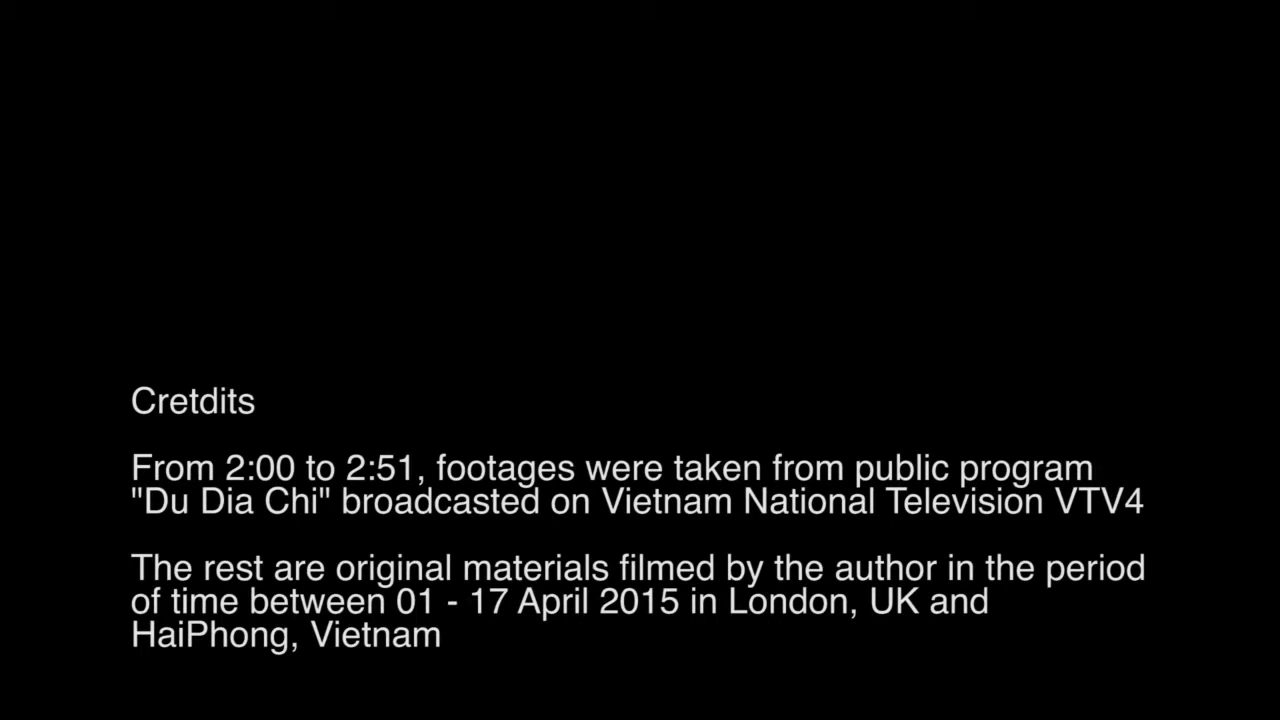 Cretdits
From 2:00 to 2:51, footages were taken from public program
"Du Dia Chi" broadcasted on Vietnam National Television VTV4
The rest are original materials filmed by the author in the period
of time between 01 - 17 April 2015 in London, UK and
HaiPhong, Vietnam